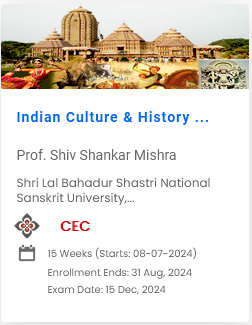 Indian Culture & History ...
Prof. Shiv Shankar Mishra
Shri Lal Bahadur Shastri National
Sanskrit University,...
CEC
15 Weeks (Starts: 08-07-2024)
Enrollment Ends: 31 Aug, 2024
Exam Date: 15 Dec, 2024